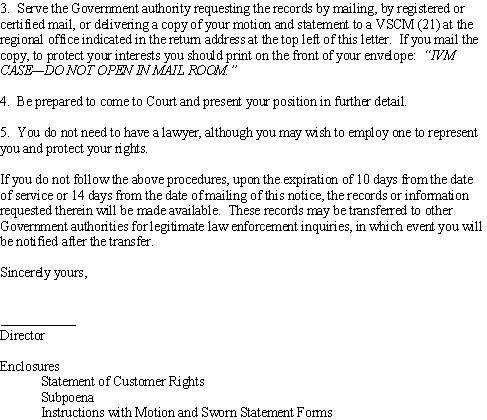 3.  Serve the Government authority requesting the records by mailing, by registered or
certified mail, or delivering a copy of your motion and statement to a VSCM (21) at the
regional office indicated in the return address at the top left of this letter.  If you mail the
copy, to protect your interests you should print on the front of your envelope:  “IVM
CASE—DO NOT OPEN IN MAIL ROOM.”
4.  Be prepared to come to Court and present your position in further detail.
5.  You do not need to have a lawyer, although you may wish to employ one to represent
you and protect your rights.
If you do not follow the above procedures, upon the expiration of 10 days from the date
of service or 14 days from the date of mailing of this notice, the records or information
requested therein will be made available.  These records may be transferred to other
Government authorities for legitimate law enforcement inquiries, in which event you will
be notified after the transfer.
Sincerely yours,
____________
Director
Enclosures
Statement of Customer Rights
Subpoena
Instructions with Motion and Sworn Statement Forms